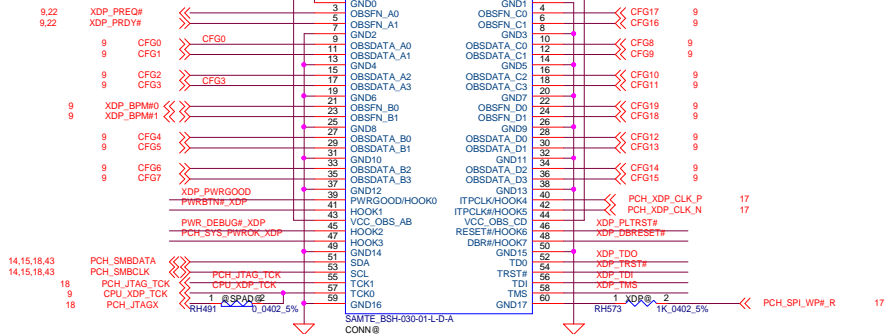 GND0 GND1
9,22 XDP_PREQ# 3 OBSFN_A0 OBSFN_C0 4 CFG17 9
9,22 XDP_PRDY# 5 OBSFN_A1 OBSFN_C1 6 CFG16 9
7 GND2 GND3 8
9 CFG0 CFG0 9 OBSDATA_A0 OBSDATA_C0 10 CFG8 9
9 CFG1 11 OBSDATA_A1 OBSDATA_C1 12 CFG9 9
13 GND4 GND5 14
9 CFG2 15 OBSDATA_A2 OBSDATA_C2 16 CFG10 9
9 CFG3 CFG3 17 OBSDATA_A3 OBSDATA_C3 18 CFG11 9
19 GND6 GND7 20
9 XDP_BPM#0 21 OBSFN_B0 OBSFN_D0 22 CFG19 9
9 XDP_BPM#1 23 OBSFN_B1 OBSFN_D1 24 CFG18 9
25 GND8 GND9 26
9 CFG4 27 OBSDATA_B0 OBSDATA_D0 28 CFG12 9
9 CFG5 29 OBSDATA_B1 OBSDATA_D1 30 CFG13 9
31 GND10 GND11 32
9 CFG6 33 OBSDATA_B2 OBSDATA_D2 34 CFG14 9
9 CFG7 35 OBSDATA_B3 OBSDATA_D3 36 CFG15 9
37 GND12 GND13 38
XDP_PWRGOOD 39 PWRGOOD/HOOK0 ITPCLK/HOOK4 40 PCH_XDP_CLK_P 17
PWRBTN#_XDP 41 HOOK1 ITPCLK#/HOOK5 42 PCH_XDP_CLK_N 17
43 VCC_OBS_AB VCC_OBS_CD 44
PWR_DEBUG#_XDP 45 HOOK2 RESET#/HOOK6 46 XDP_PLTRST#
PCH_SYS_PWROK_XDP 47 HOOK3 DBR#/HOOK7 48 XDP_DBRESET#
49 GND14 GND15 50
14,15,18,43 PCH_SMBDATA 51 SDA TD0 52 XDP_TDO
14,15,18,43 PCH_SMBCLK 53 SCL TRST# 54 XDP_TRST#
18 PCH_JTAG_TCK PCH_JTAG_TCK 55 TCK1 TDI 56 XDP_TDI
9 CPU_XDP_TCK CPU_XDP_TCK 57 TCK0 TMS 58 XDP_TMS
18 PCH_JTAGX 1 @SPAD@ 2 59 GND16 GND17 60 1 XDP@ 2 PCH_SPI_WP#_R 17
RH491 0_0402_5% RH573 1K_0402_5%
SAMTE_BSH-030-01-L-D-A
CONN@